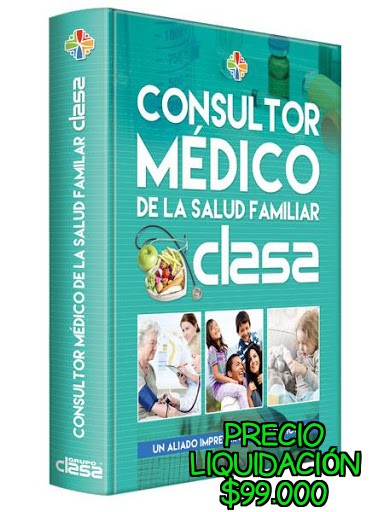 CONSULTOR
MÉDICO
DE LA SALUD FAMILIAR
clasa
UN ALIADO
PRECIO
LIQUIDACIÓN
$99.000
CONSULTOR MÉDICO DE LA SALUD FAMILIAR clasa
GRUPO
clasa